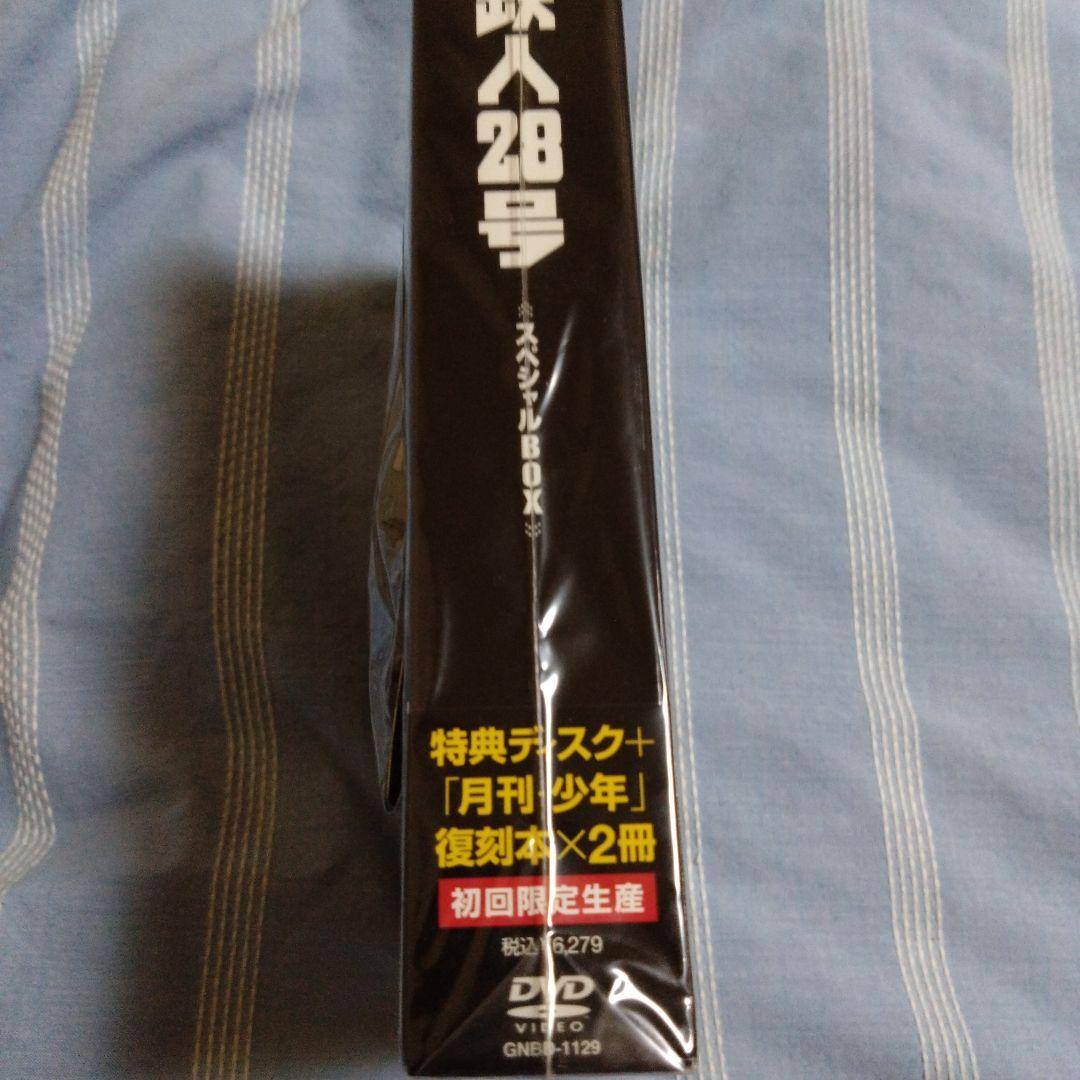 鉄人28号
スペシャルBOX
特典ディスク+
「月刊・少年」
復刻本×2冊
初回限定生産
税込¥6,279
DVD
VIDEO
GNBD-1129